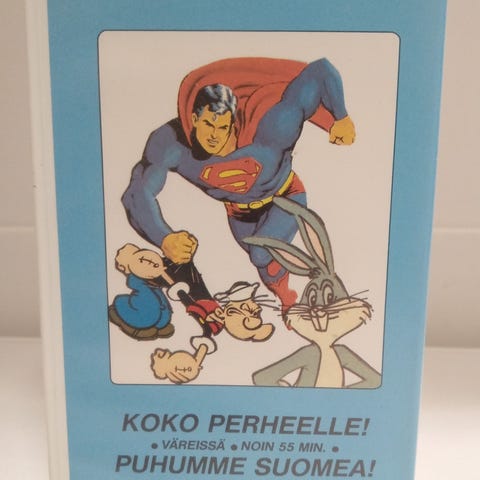 KOKO PERHEELLE!
• VÄREISSÄ • NOIN 55 MIN. •
PUHUMME SUOMEA!